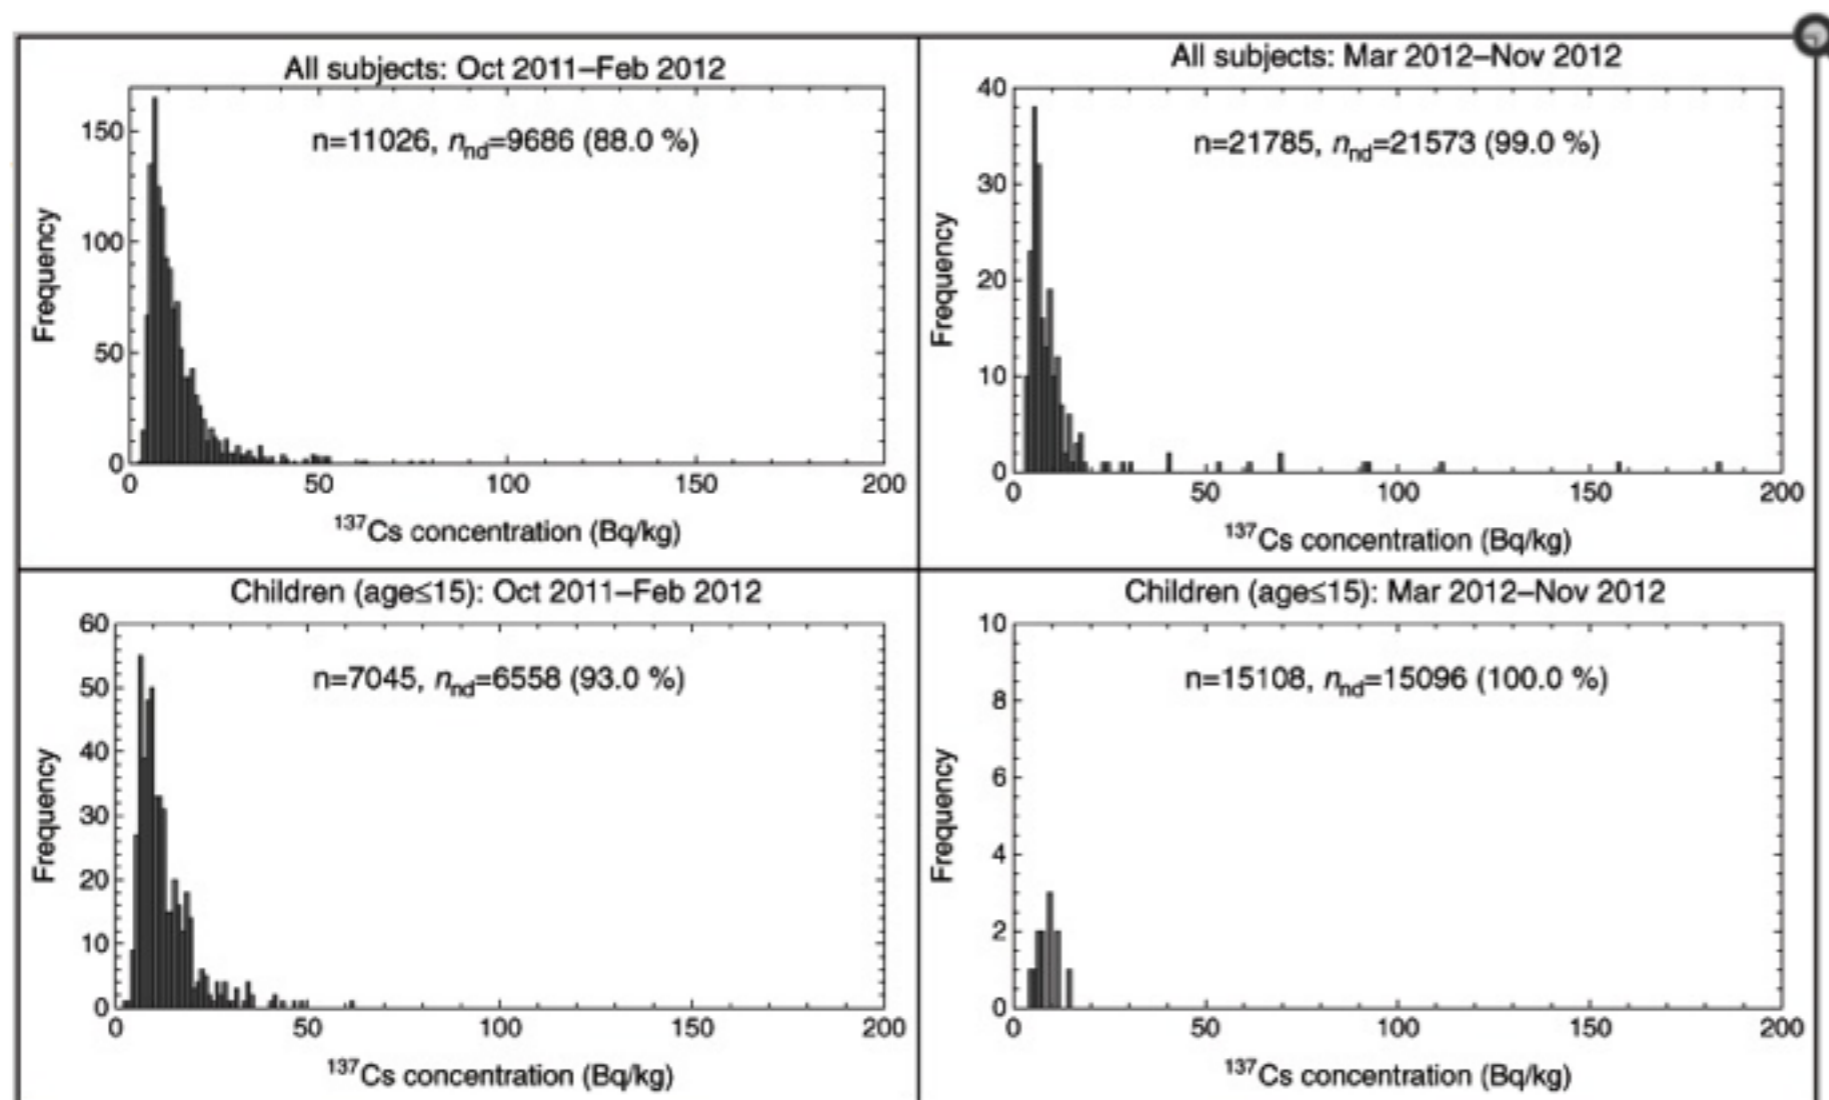 All subjects: Oct 2011–Feb 2012
n=11026, nnd=9686 (88.0 %)
Frequency
150
100
50
0
0 50 100 150 200
137Cs concentration (Bq/kg)
All subjects: Mar 2012–Nov 2012
n=21785, nnd=21573 (99.0 %)
Frequency
40
30
20
10
0
0 50 100 150 200
137Cs concentration (Bq/kg)
Children (age≤15): Oct 2011–Feb 2012
n=7045, nnd=6558 (93.0 %)
Frequency
60
50
40
30
20
10
0
0 50 100 150 200
137Cs concentration (Bq/kg)
Children (age≤15): Mar 2012–Nov 2012
n=15108, nnd=15096 (100.0 %)
Frequency
10
8
6
4
2
0
0 50 100 150 200
137Cs concentration (Bq/kg)